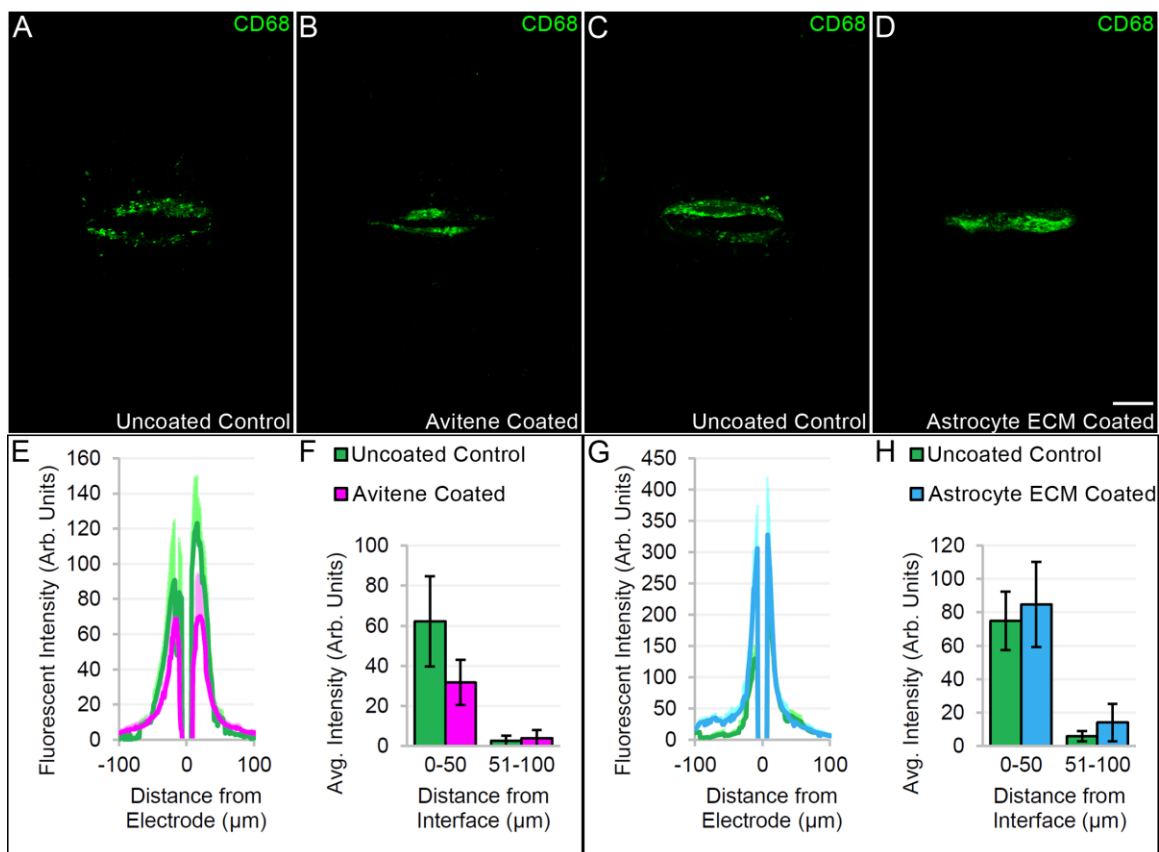 A
CD68
B
CD68
C
CD68
D
CD68
Uncoated Control
Avitene Coated
Uncoated Control
Astrocyte ECM Coated
E
Fluorescent Intensity (Arb. Units)
160
140
120
100
80
60
40
20
0
-100
0
100
Distance from
Electrode (µm)
F
Uncoated Control
Avitene Coated
Avg. Intensity (Arb. Units)
100
80
60
40
20
0
0-50
51-100
Distance from
Interface (µm)
G
Fluorescent Intensity (Arb. Units)
450
400
350
300
250
200
150
100
50
0
-100
0
100
Distance from
Electrode (µm)
H
Uncoated Control
Astrocyte ECM Coated
Avg. Intensity (Arb. Units)
120
100
80
60
40
20
0
0-50
51-100
Distance from
Interface (µm)